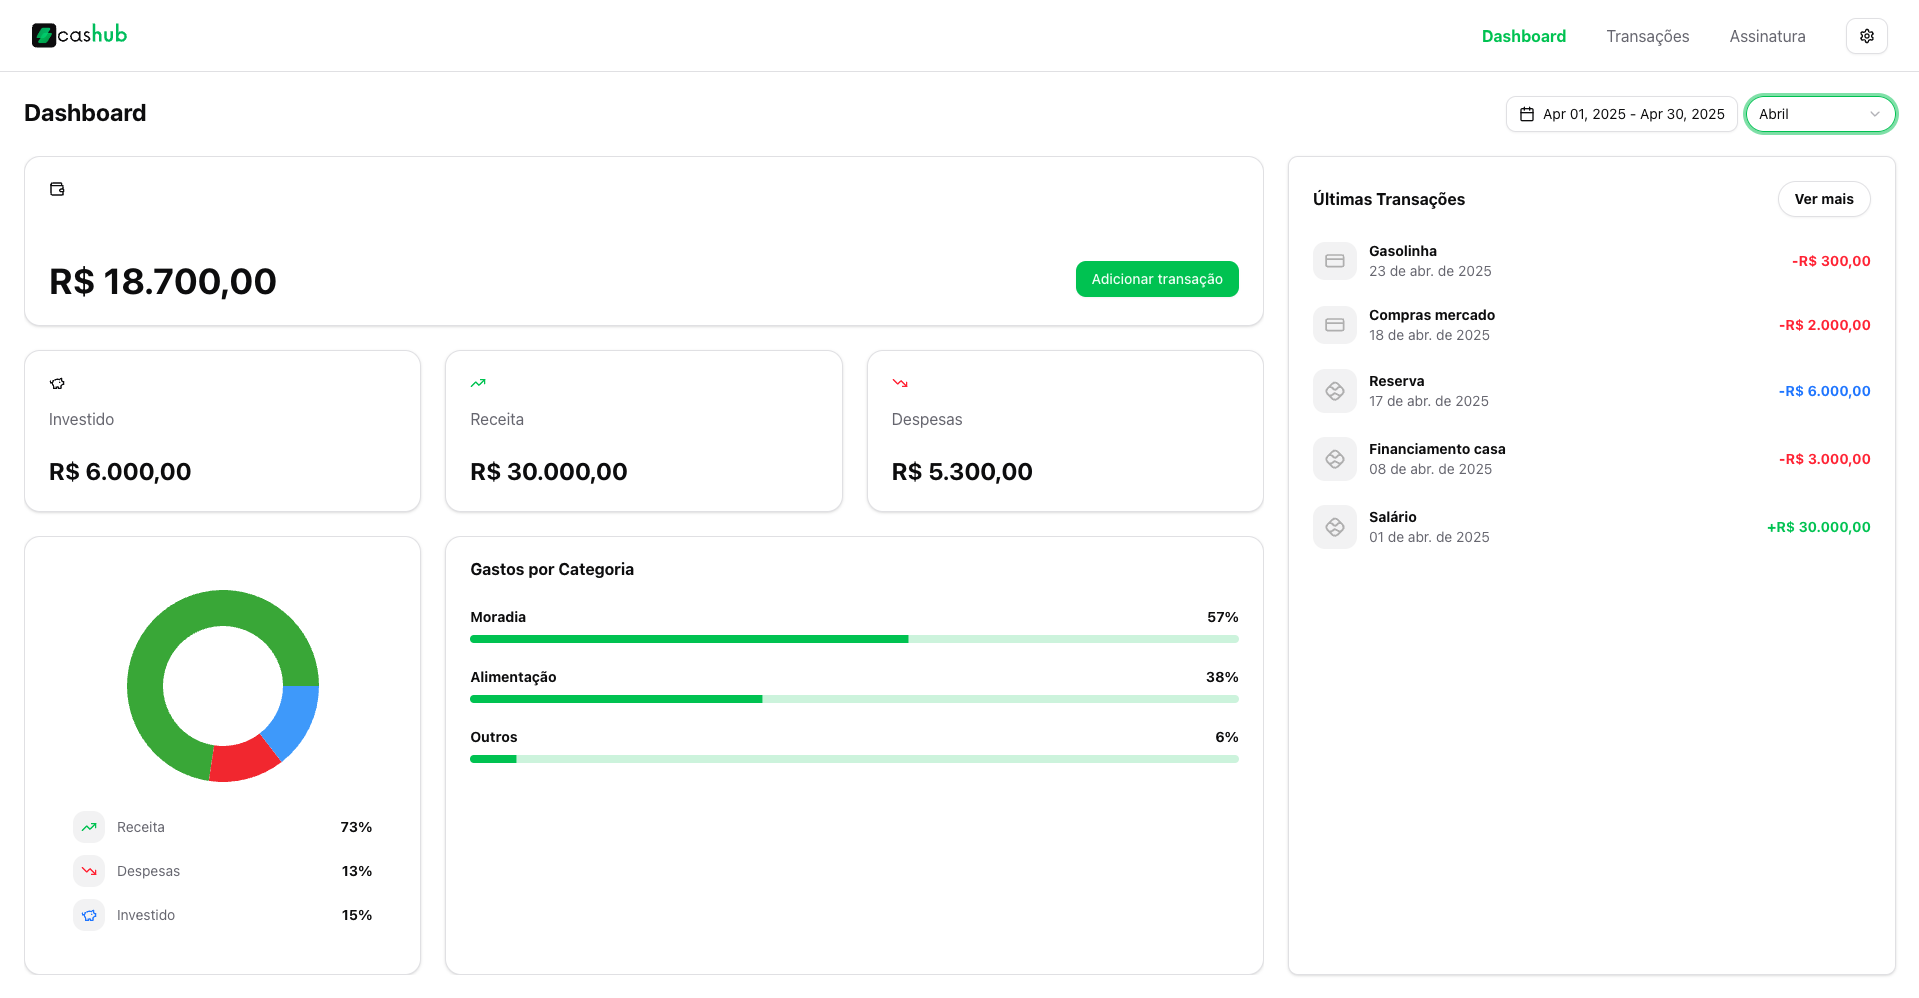 cashub
Dashboard
Transações
Assinatura
Dashboard
Apr 01, 2025 - Apr 30, 2025
Abril
R$ 18.700,00
Adicionar transação
Investido
R$ 6.000,00
Receita
R$ 30.000,00
Despesas
R$ 5.300,00
Receita 73%
Despesas 13%
Investido 15%
Gastos por Categoria
Moradia 57%
Alimentação 38%
Outros 6%
Últimas Transações
Ver mais
Gasolinha
23 de abr. de 2025
-R$ 300,00
Compras mercado
18 de abr. de 2025
-R$ 2.000,00
Reserva
17 de abr. de 2025
-R$ 6.000,00
Financiamento casa
08 de abr. de 2025
-R$ 3.000,00
Salário
01 de abr. de 2025
+R$ 30.000,00